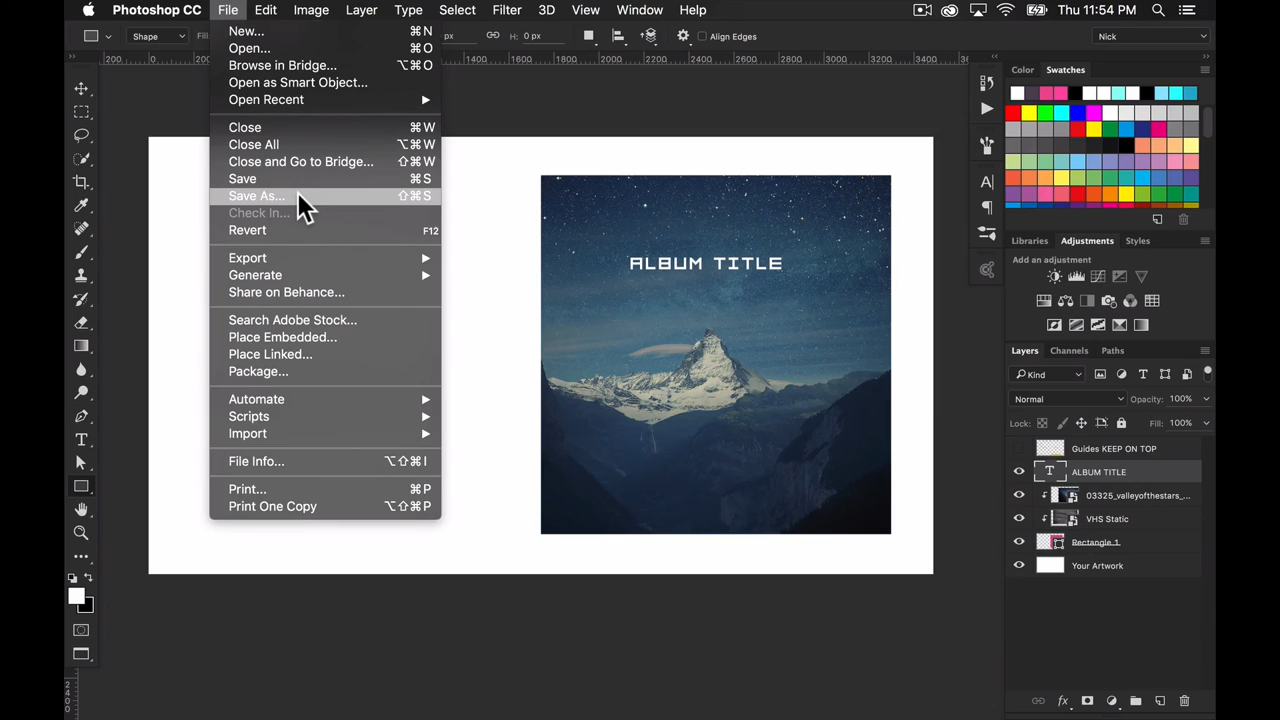 Photoshop CC File Edit Image Layer Type Select Filter 3D View Window Help Thu 11:54 PM
Shape Fill: px H: 0 px Align Edges Nick
200 0 200 1400 1600 1800 2000 2200 2400 2600 2800 3000 3200 3400
New... ⌘N
Open... ⌘O
Browse in Bridge... ⌥⌘O
Open as Smart Object...
Open Recent
Close ⌘W
Close All ⌥⌘W
Close and Go to Bridge... ⇧⌘W
Save ⌘S
Save As... ⇧⌘S
Check In...
Revert F12
Export
Generate
Share on Behance...
Search Adobe Stock...
Place Embedded...
Place Linked...
Package...
Automate
Scripts
Import
File Info... ⌥⇧⌘I
Print... ⌘P
Print One Copy ⌥⇧⌘P
ALBUM TITLE
Color Swatches
Libraries Adjustments Styles
Add an adjustment
Layers Channels Paths
Kind
Normal Opacity: 100%
Lock: Fill: 100%
Guides KEEP ON TOP
ALBUM TITLE
03325_valleyofthestars_...
VHS Static
Rectangle 1
Your Artwork
2400